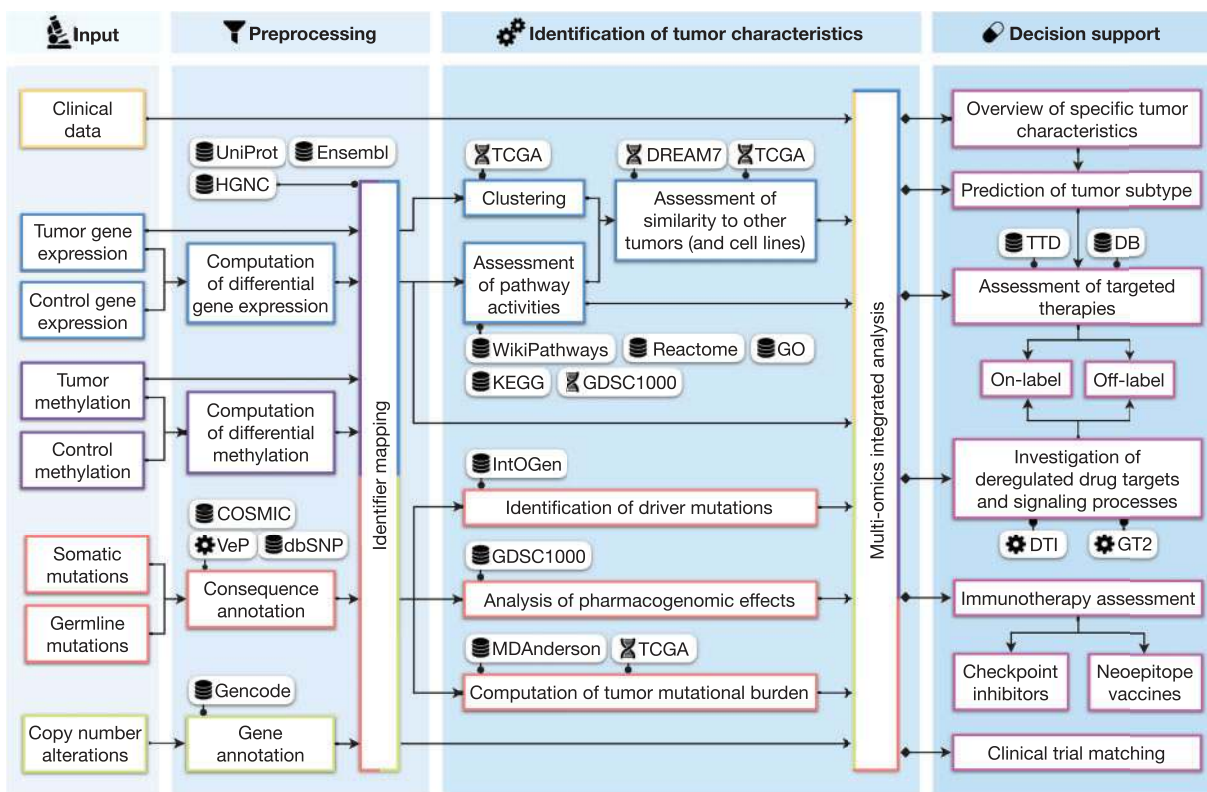 Input
Preprocessing
Identification of tumor characteristics
Decision support
Clinical
data
Tumor gene
expression
Control gene
expression
Tumor
methylation
Control
methylation
Somatic
mutations
Germline
mutations
Copy number
alterations
UniProt
Ensembl
HGNC
Computation
of differential
gene expression
Computation
of differential
methylation
COSMIC
VeP
dbSNP
Consequence
annotation
Gencode
Gene
annotation
Identifier mapping
TCGA
Clustering
DREAM7
TCGA
Assessment of
similarity to other
tumors (and cell lines)
Assessment
of pathway
activities
WikiPathways
Reactome
GO
KEGG
GDSC1000
IntOGen
Identification of driver mutations
GDSC1000
Analysis of pharmacogenomic effects
MDAnderson
TCGA
Computation of tumor mutational burden
Multi-omics integrated analysis
Overview of specific tumor
characteristics
Prediction of tumor subtype
TTD
DB
Assessment of targeted
therapies
On-label
Off-label
Investigation of
deregulated drug targets
and signaling processes
DTI
GT2
Immunotherapy assessment
Checkpoint
inhibitors
Neoepitope
vaccines
Clinical trial matching